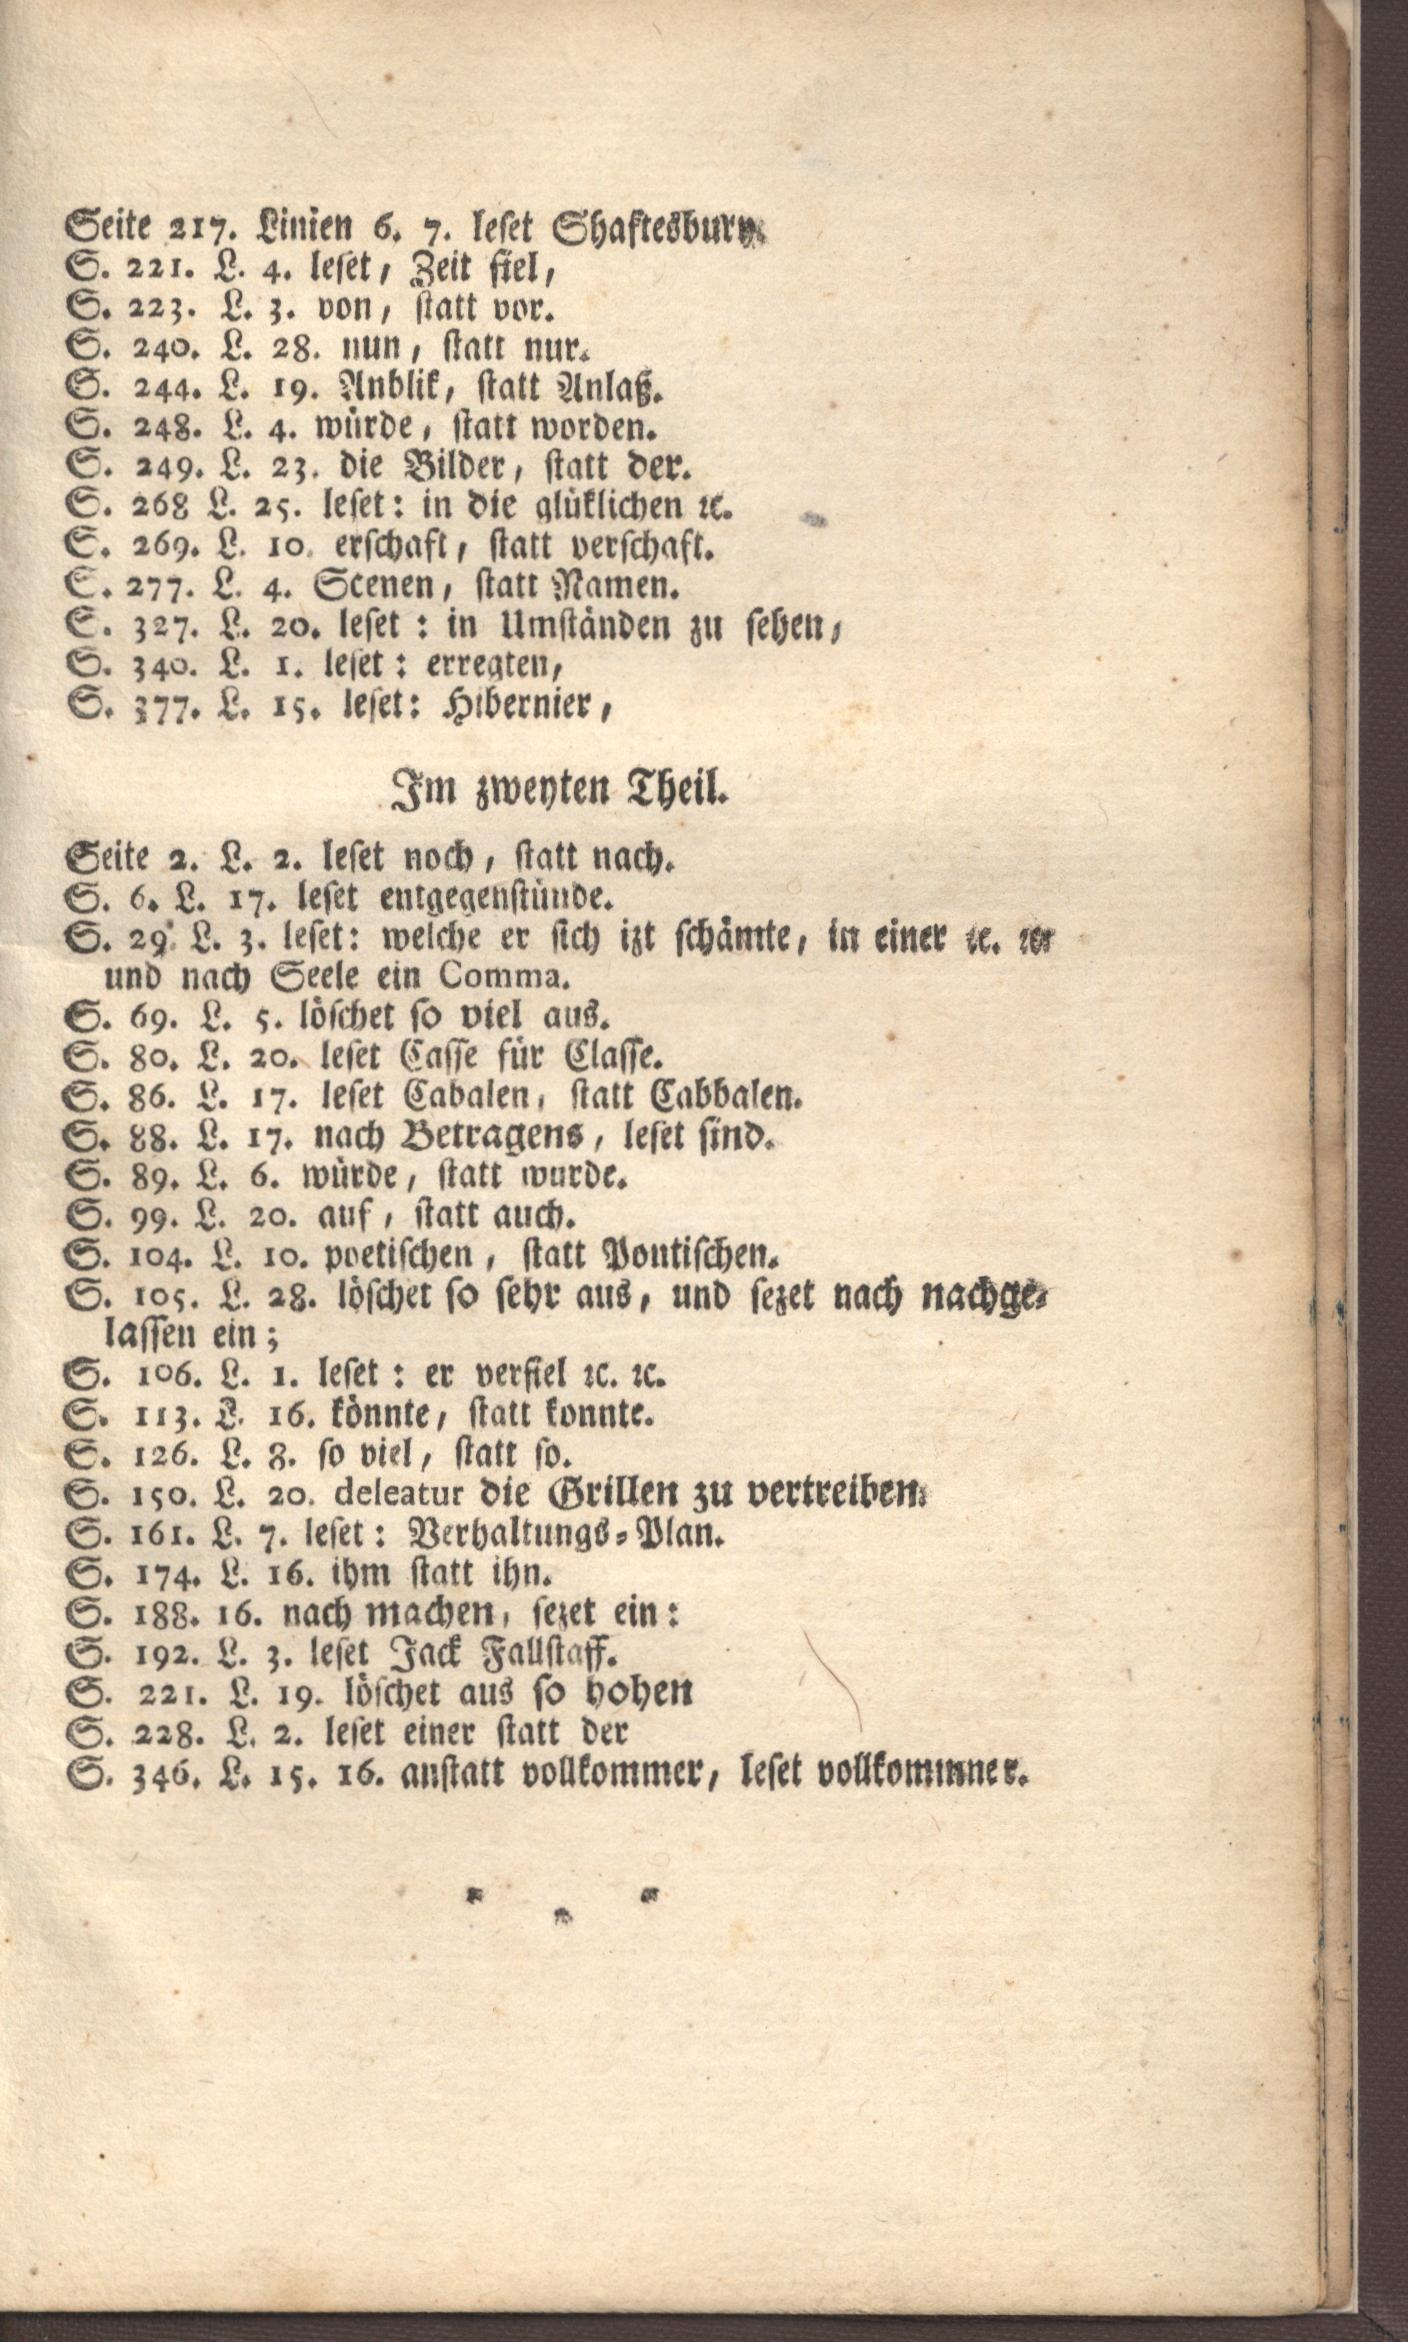 Seite 217. Linien 6. 7. leset Shaftesbury.
S. 221. L. 4. leset, Zeit fiel,
S. 223. L. 3. von, statt vor.
S. 240. L. 28. nun, statt nur.
S. 244. L. 19. Anblik, statt Anlaß.
S. 248. L. 4. würde, statt worden.
S. 249. L. 23. die Bilder, statt der.
S. 268 L. 25. leset: in die glüklichen ꝛc.
S. 269. L. 10. erschaft, statt verschaft.
S. 277. L. 4. Scenen, statt Namen.
S. 327. L. 20. leset: in Umständen zu sehen,
S. 340. L. 1. leset: erregten,
S. 377. L. 15. leset: Hibernier,
Im zweyten Theil.
Seite 2. L. 2. leset noch, statt nach.
S. 6. L. 17. leset entgegenstünde.
S. 29. L. 3. leset: welche er sich izt schämte, in einer ꝛc. ꝛc.
und nach Seele ein Comma.
S. 69. L. 5. löschet so viel aus.
S. 80. L. 20. leset Casse für Classe.
S. 86. L. 17. leset Cabalen, statt Cabbalen.
S. 88. L. 17. nach Betragens, leset sind.
S. 89. L. 6. würde, statt wurde.
S. 99. L. 20. auf, statt auch.
S. 104. L. 10. poetischen, statt Pontischen.
S. 105. L. 28. löschet so sehr aus, und sezet nach nachge-
lassen ein;
S. 106. L. 1. leset: er verfiel ꝛc. ꝛc.
S. 113. L. 16. könnte, statt konnte.
S. 126. L. 8. so viel, statt so.
S. 150. L. 20. deleatur die Grillen zu vertreiben.
S. 161. L. 7. leset: Verhaltungs-Plan.
S. 174. L. 16. ihm statt ihn.
S. 188. 16. nach machen, sezet ein:
S. 192. L. 3. leset Jack Fallstaff.
S. 221. L. 19. löschet aus so hohen
S. 228. L. 2. leset einer statt der
S. 346. L. 15. 16. anstatt vollkommer, leset vollkommner.